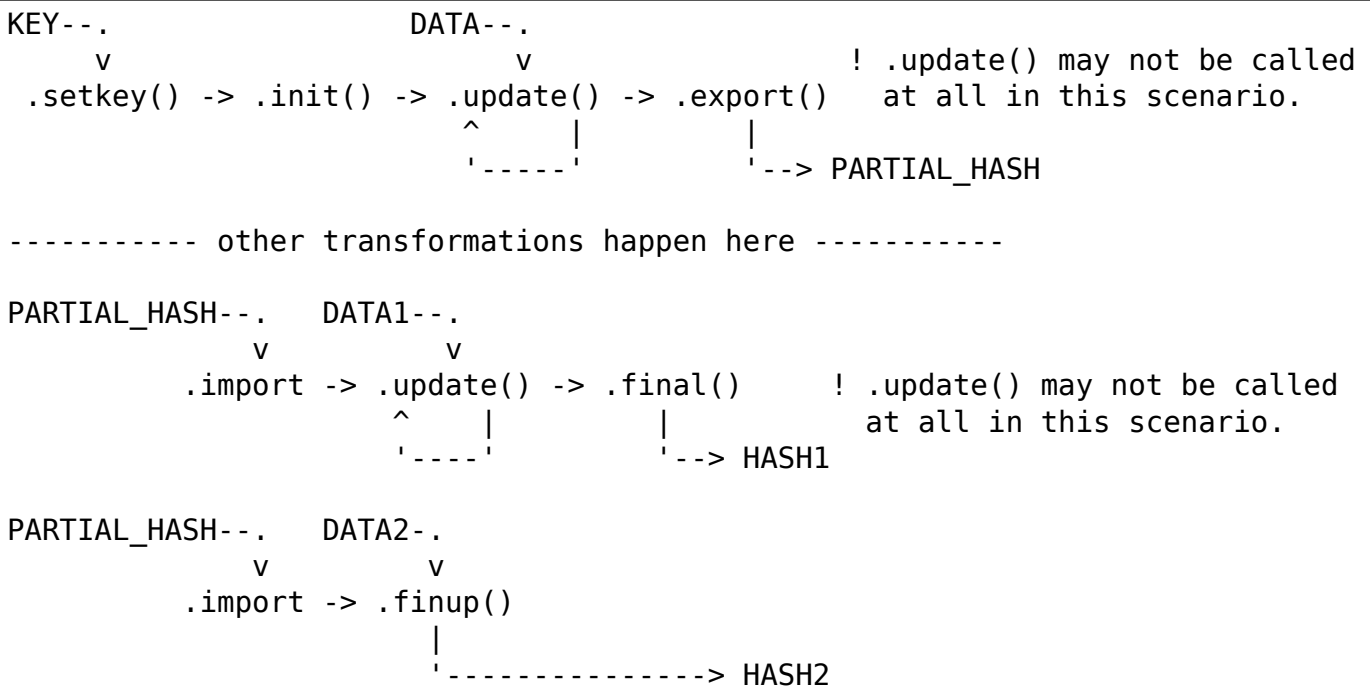 KEY--.                 DATA--.
     v                       v                  ! .update() may not be called
 .setkey() -> .init() -> .update() -> .export()   at all in this scenario.
                          ^     |         |
                          '-----'         '--> PARTIAL_HASH

----------- other transformations happen here -----------

PARTIAL_HASH--.   DATA1--.
              v          v
          .import -> .update() -> .final()     ! .update() may not be called
                      ^    |         |           at all in this scenario.
                      '----'         '--> HASH1

PARTIAL_HASH--.   DATA2-.
              v         v
          .import -> .finup()
                        |
                        '---------------> HASH2